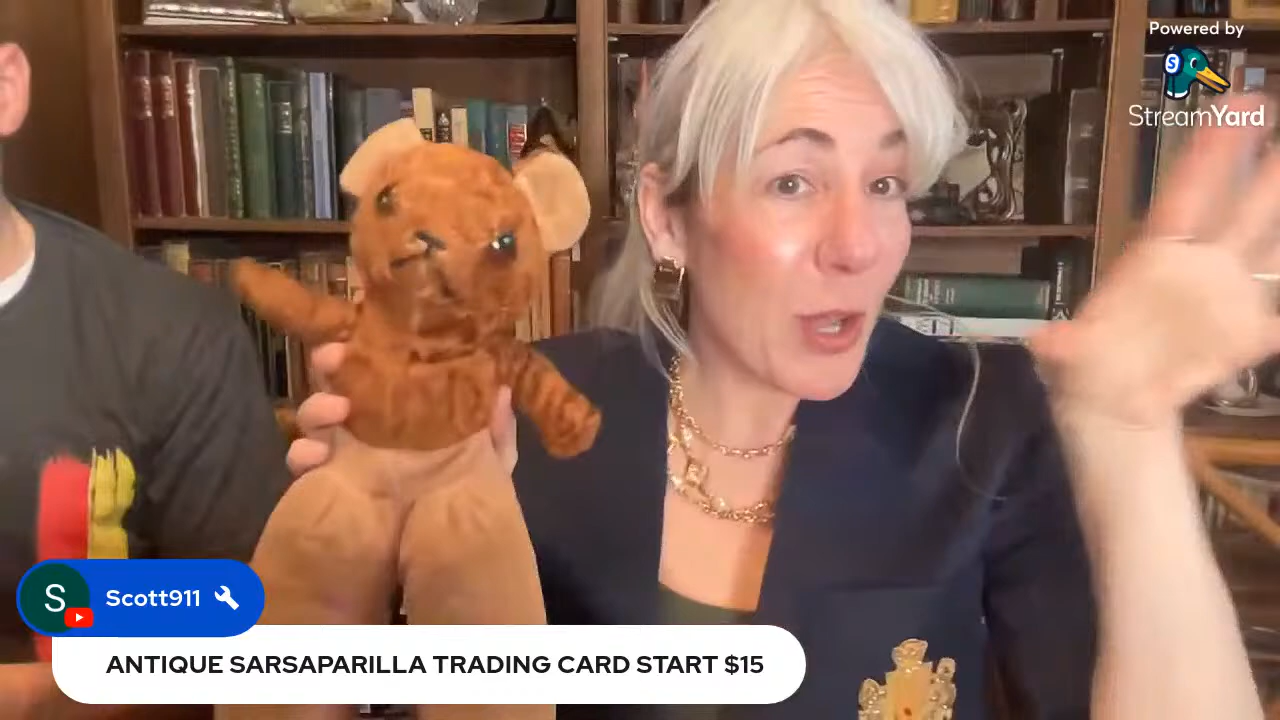 Powered by
S
StreamYard
S
Scott911
ANTIQUE SARSAPARILLA TRADING CARD START $15